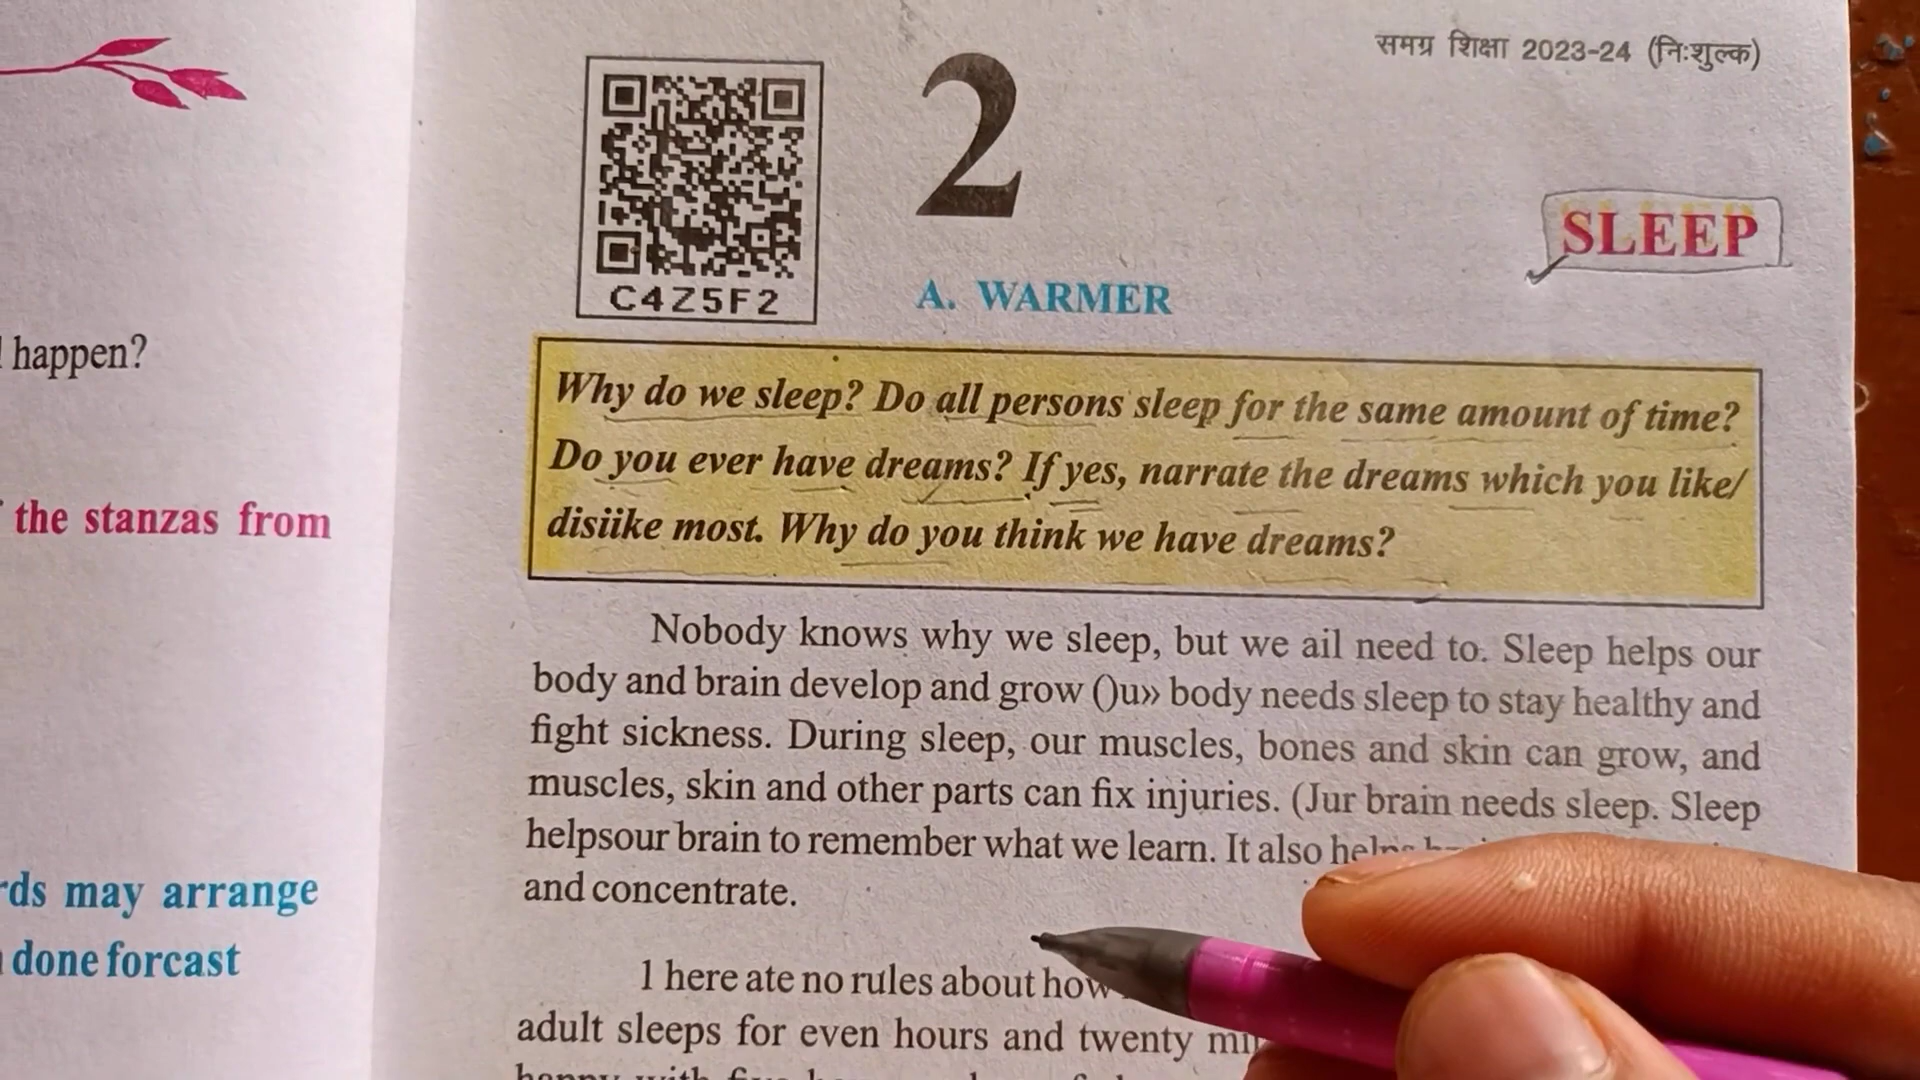 happen?
the stanzas from
rds may arrange
done forcast
समग्र शिक्षा 2023-24 (निःशुल्क)
C4Z5F2
2
SLEEP
A. WARMER
Why do we sleep? Do all persons sleep for the same amount of time?
Do you ever have dreams? If yes, narrate the dreams which you like/
disiike most. Why do you think we have dreams?
Nobody knows why we sleep, but we ail need to. Sleep helps our
body and brain develop and grow ()u» body needs sleep to stay healthy and
fight sickness. During sleep, our muscles, bones and skin can grow, and
muscles, skin and other parts can fix injuries. (Jur brain needs sleep. Sleep
helpsour brain to remember what we learn. It also helps
and concentrate.
1 here ate no rules about how
adult sleeps for even hours and twenty
happy with